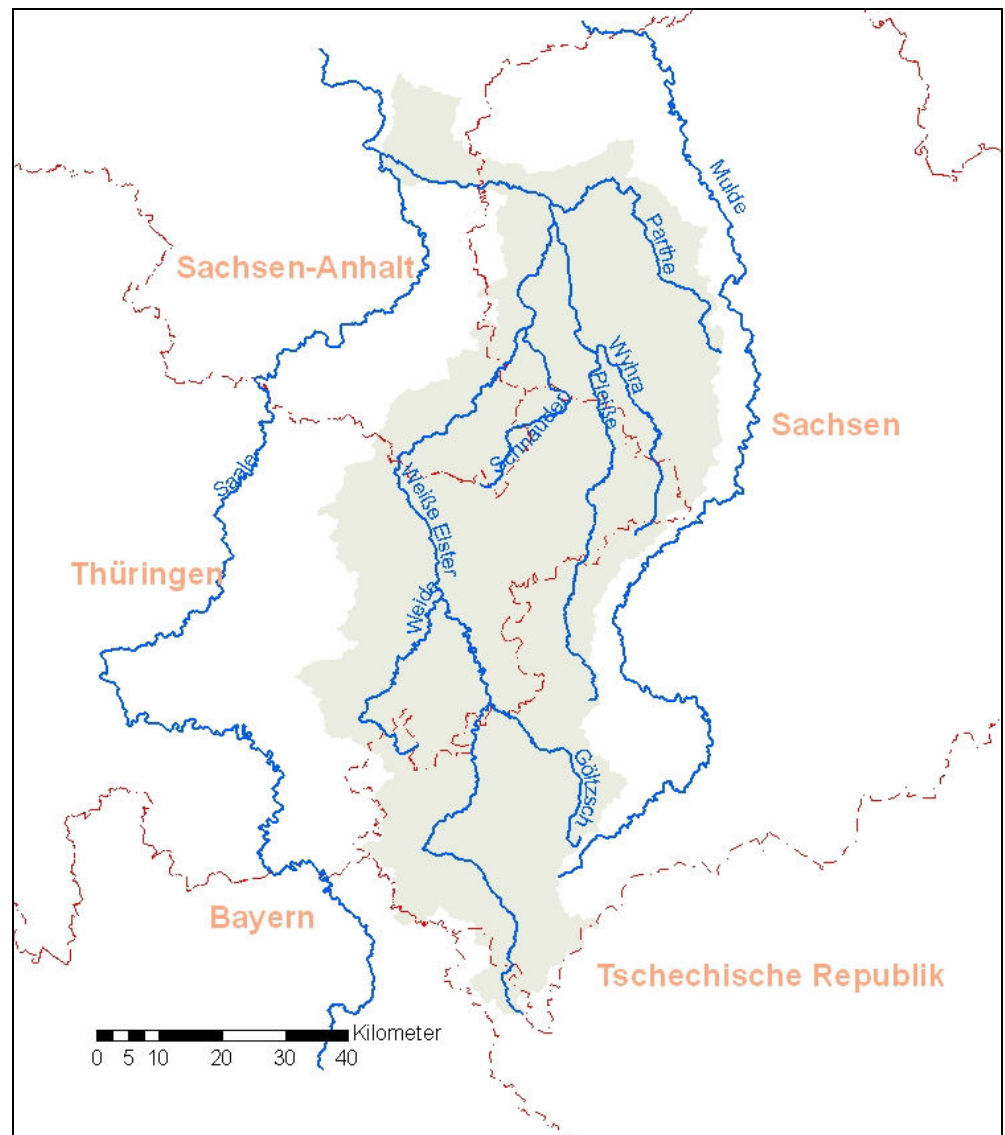 Mulde
Parthe
Sachsen-Anhalt
Wyhra
Pleiße
Schnauder
Sachsen
Saale
Weiße Elster
Thüringen
Weida
Göltzsch
Bayern
Tschechische Republik
Kilometer
0 5 10 20 30 40